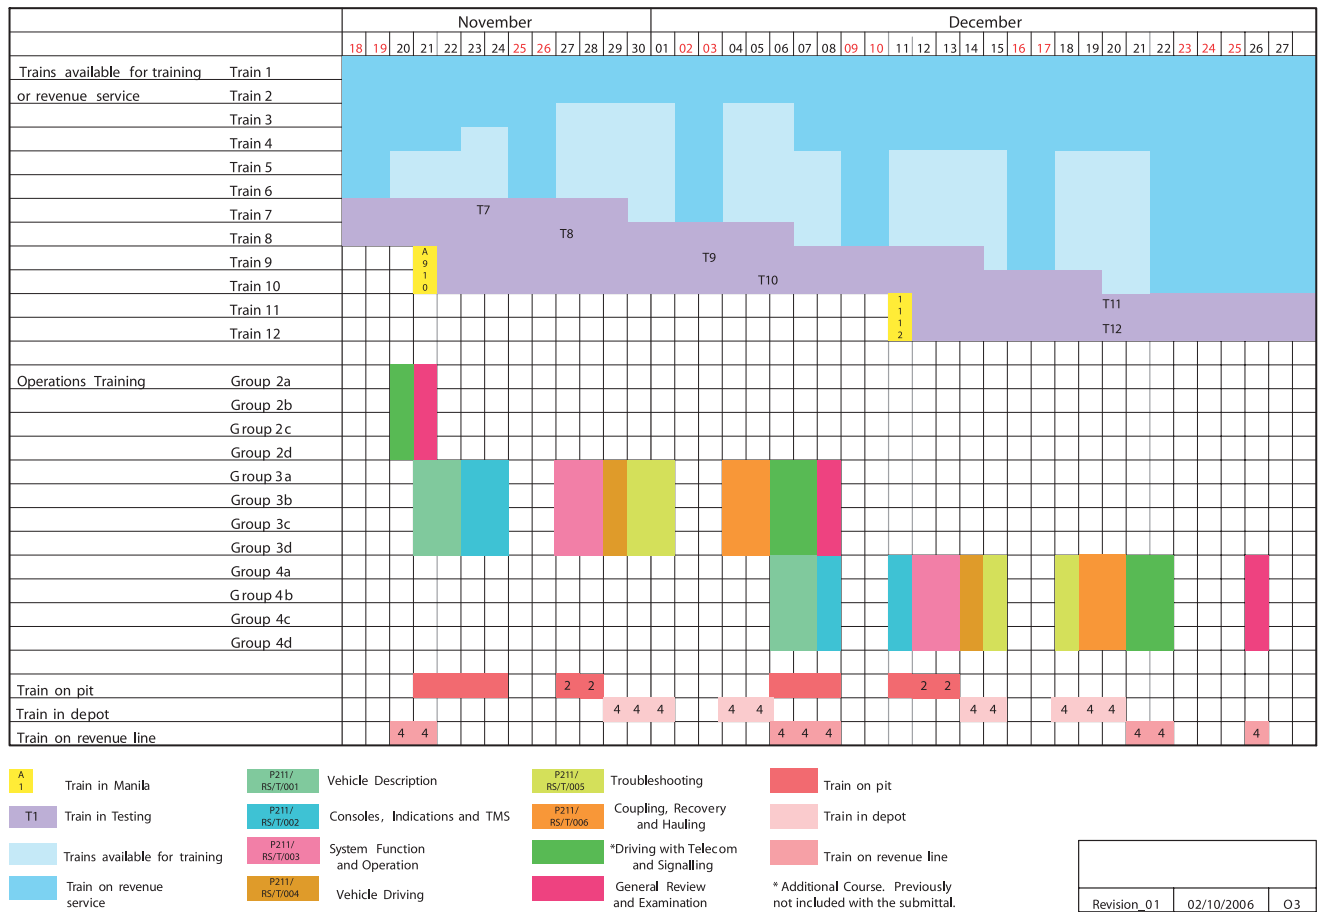 November December
18 19 20 21 22 23 24 25 26 27 28 29 30 01 02 03 04 05 06 07 08 09 10 11 12 13 14 15 16 17 18 19 20 21 22 23 24 25 26 27
Trains available for training Train 1
or revenue service Train 2
Train 3
Train 4
Train 5
Train 6
Train 7 T7
Train 8 T8
Train 9 T9
Train 10 T10
A
9
1
0
Train 11 T11
Train 12 T12
1
1
1
2
Operations Training Group 2a
Group 2b
Group 2c
Group 2d
Group 3a
Group 3b
Group 3c
Group 3d
Group 4a
Group 4b
Group 4c
Group 4d
Train on pit 2 2 2 2
Train in depot 4 4 4 4 4 4 4 4 4 4
Train on revenue line 4 4 4 4 4 4 4 4
A
1
Train in Manila
T1 Train in Testing
Trains available for training
Train on revenue
service
P211/
RS/T/001
Vehicle Description
P211/
RS/T/002
Consoles, Indications and TMS
P211/
RS/T/003
System Function
and Operation
P211/
RS/T/004
Vehicle Driving
P211/
RS/T/005
Troubleshooting
P211/
RS/T/006
Coupling, Recovery
and Hauling
*Driving with Telecom
and Signalling
General Review
and Examination
Train on pit
Train in depot
Train on revenue line
* Additional Course. Previously
not included with the submittal.
Revision_01 02/10/2006 O3